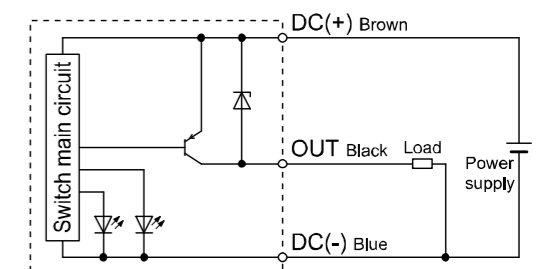 DC(+) Brown
Switch main circuit
OUT Black
Load
Power
supply
DC(-) Blue